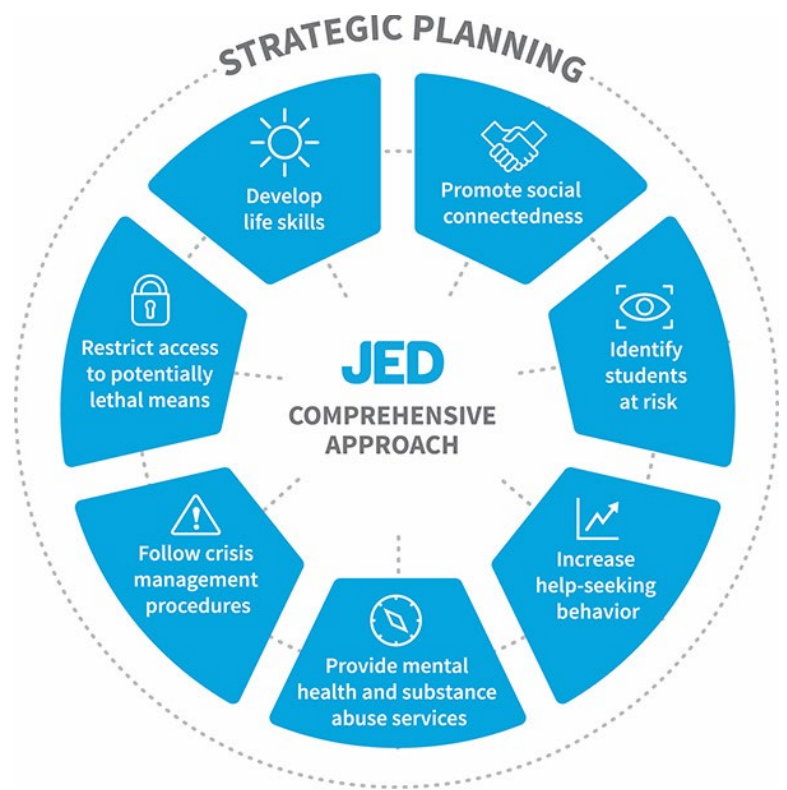 STRATEGIC PLANNING
Develop
life skills
Promote social
connectedness
Restrict access
to potentially
lethal means
Identify
students
at risk
JED
COMPREHENSIVE
APPROACH
Follow crisis
management
procedures
Increase
help-seeking
behavior
Provide mental
health and substance
abuse services